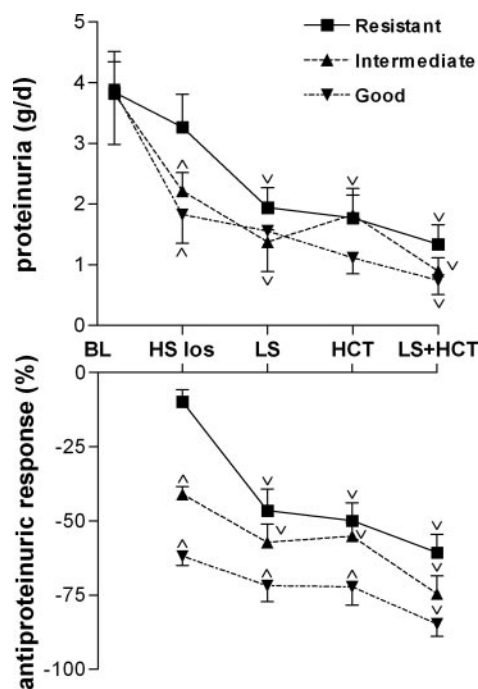 5
Resistant
Intermediate
Good
4
3
2
1
0
proteinuria (g/d)
BL HS los LS HCT LS+HCT
0
-25
-50
-75
-100
antiproteinuric response (%)